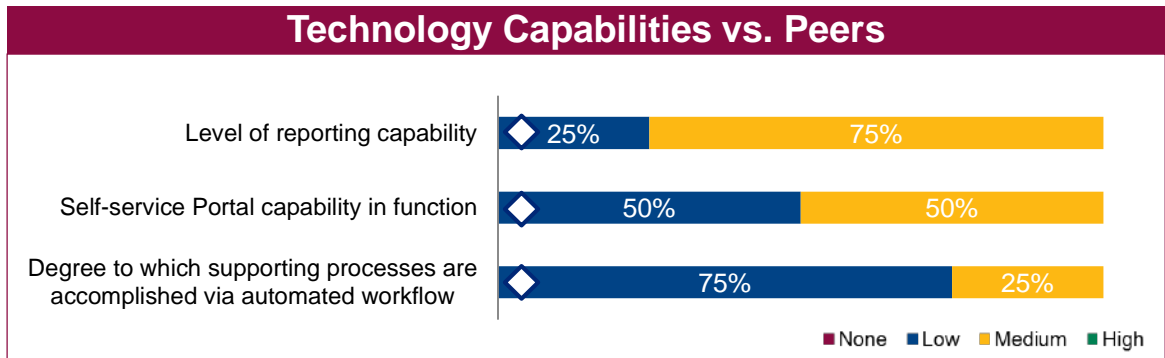 Technology Capabilities vs. Peers
Level of reporting capability
25% 75%
Self-service Portal capability in function
50% 50%
Degree to which supporting processes are
accomplished via automated workflow
75% 25%
None Low Medium High